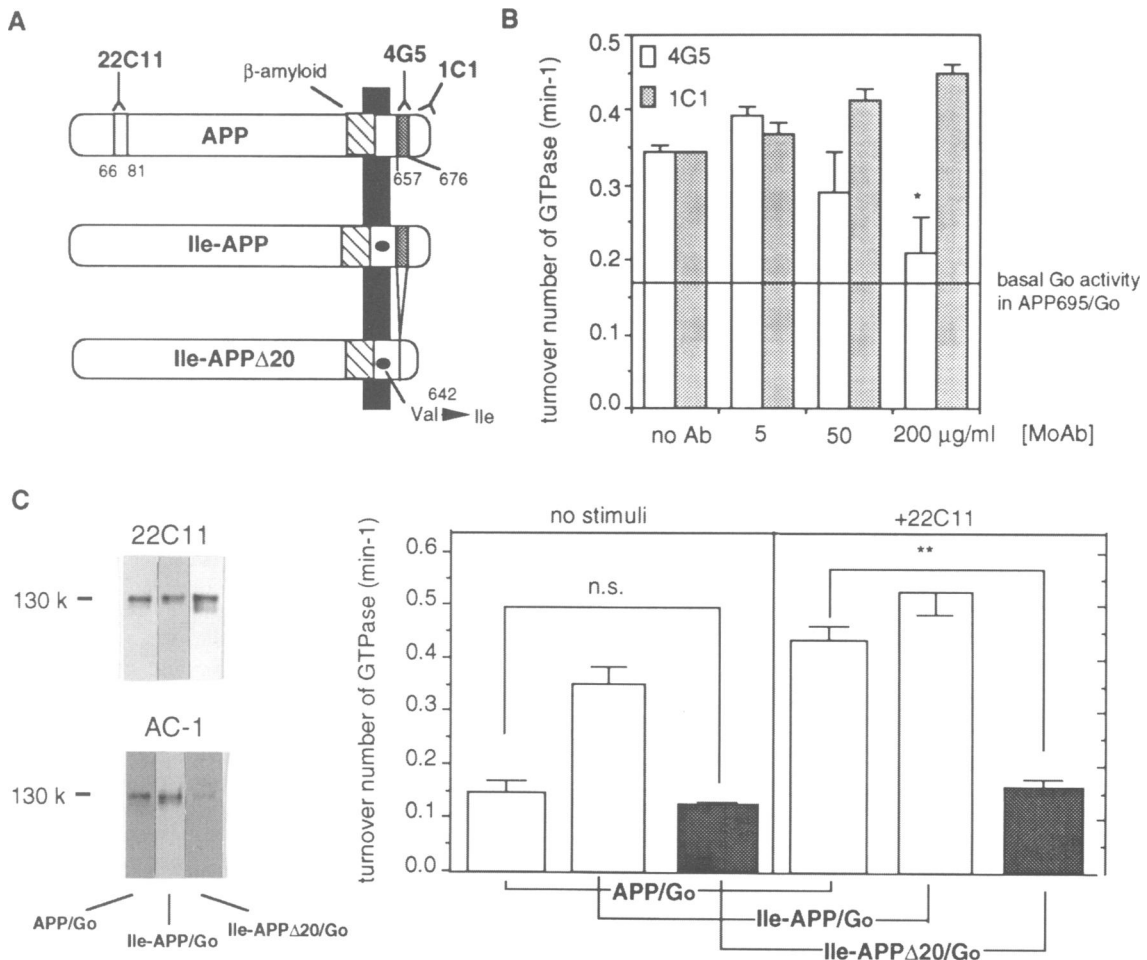 A
22C11
β-amyloid
4G5
1C1
APP
66 81
657 676
Ile-APP
Ile-APPΔ20
642
Val Ile
B
turnover number of GTPase (min-1)
0.5
0.4
0.3
0.2
0.1
0.0
4G5
1C1
*
basal Go activity
in APP695/Go
no Ab 5 50 200 μg/ml [MoAb]
C
22C11
130 k
AC-1
130 k
APP/Go
Ile-APP/Go
Ile-APPΔ20/Go
turnover number of GTPase (min-1)
no stimuli +22C11
0.6
0.5
0.4
0.3
0.2
0.1
0.0
n.s.
**
APP/Go
Ile-APP/Go
Ile-APPΔ20/Go